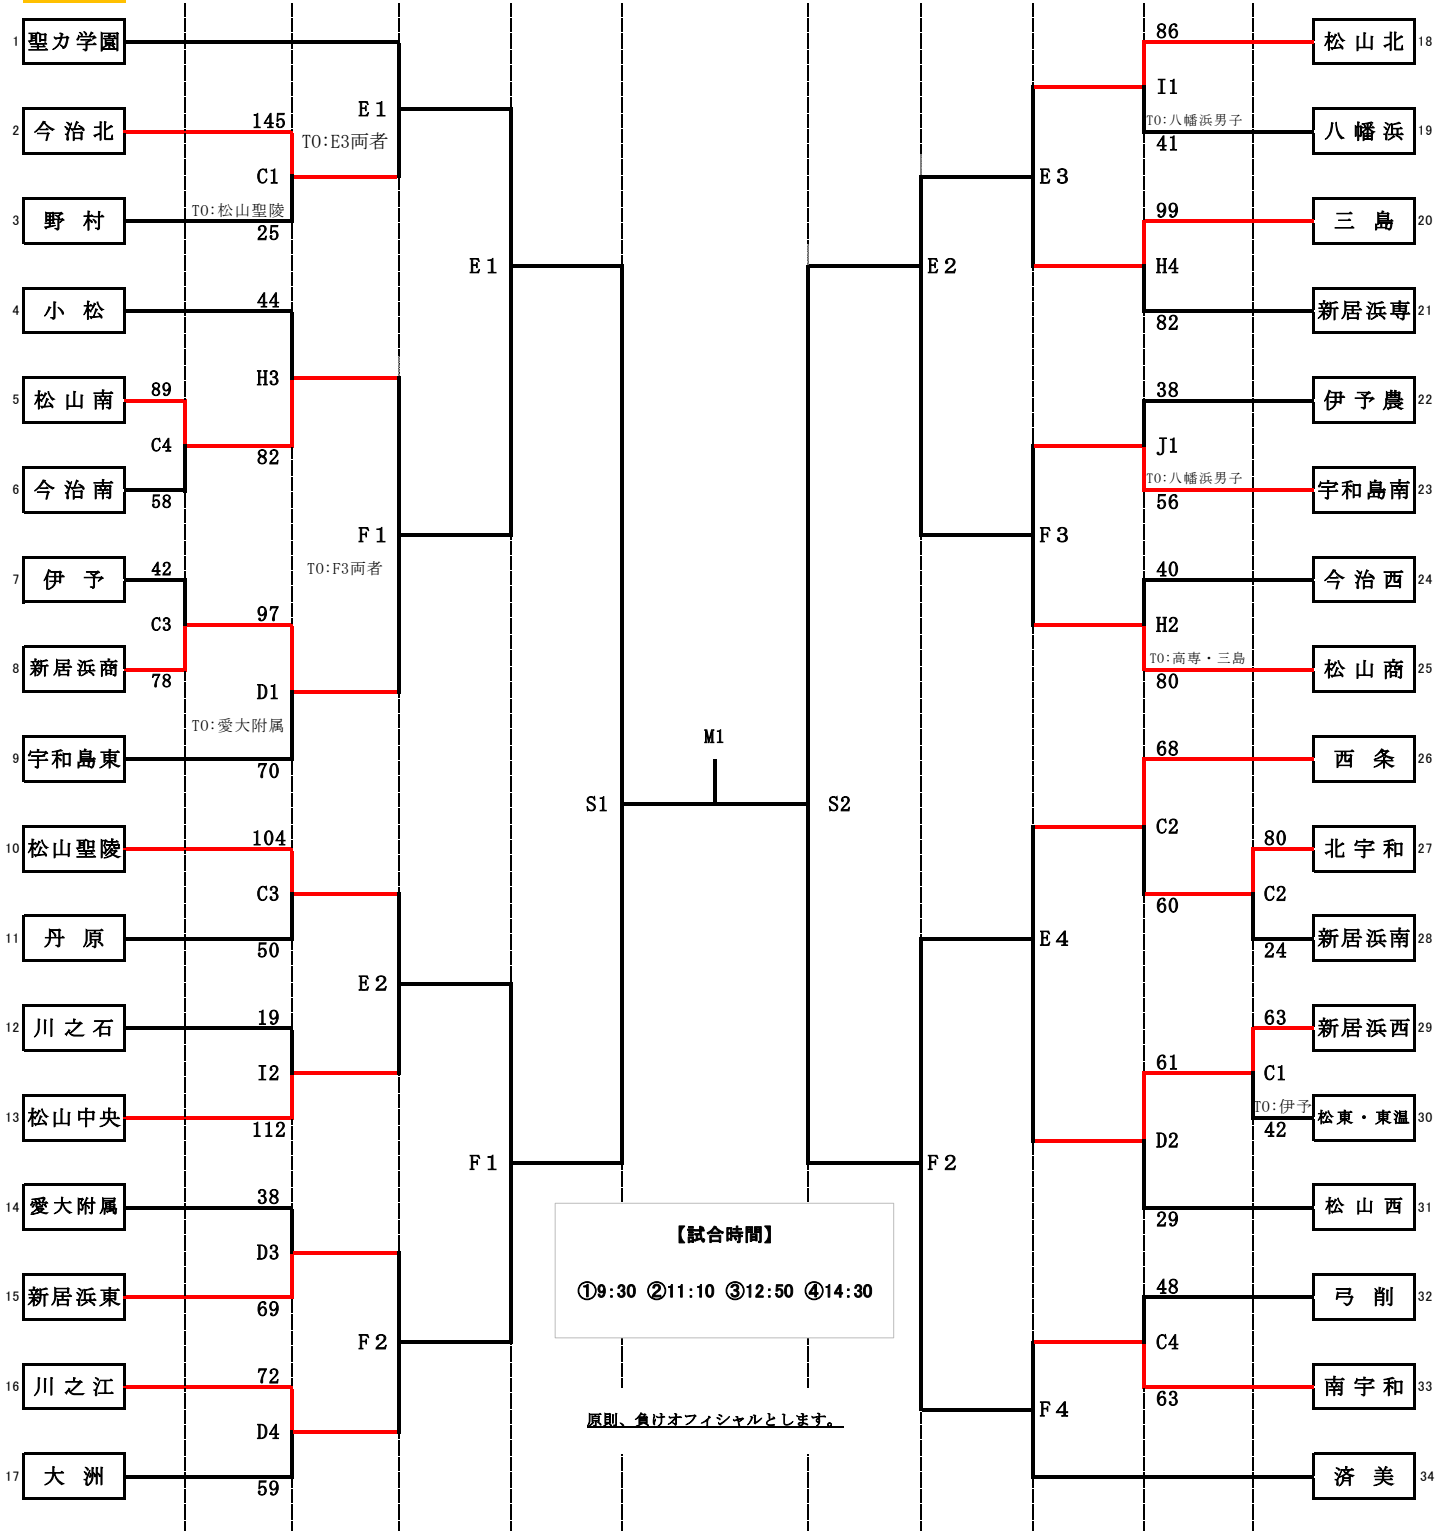 1 聖カ学園
2 今治北 145
E1
TO:E3両者
C1
TO:松山聖陵
3 野村 25
E1
4 小松 44
H3
5 松山南 89
C4
82
6 今治南 58
F1
TO:F3両者
7 伊予 42
C3
97
8 新居浜商 78
D1
TO:愛大附属
9 宇和島東 70
10 松山聖陵 104
C3
11 丹原 50
E2
12 川之石 19
I2
13 松山中央 112
F1
14 愛大附属 38
D3
15 新居浜東 69
F2
16 川之江 72
D4
17 大洲 59
S1
M1
S2
【試合時間】
①9:30 ②11:10 ③12:50 ④14:30
原則、負けオフィシャルとします。
86 松山北 18
I1
TO:八幡浜男子
41 八幡浜 19
E3
99 三島 20
E2
H4
82 新居浜専 21
38 伊予農 22
J1
TO:八幡浜男子
56 宇和島南 23
F3
40 今治西 24
H2
TO:高専・三島
80 松山商 25
68 西条 26
C2
80 北宇和 27
C2
60
24 新居浜南 28
E4
63 新居浜西 29
61
C1
TO:伊予
42 松東・東温 30
D2
F2
29 松山西 31
48 弓削 32
C4
63 南宇和 33
F4
済美 34